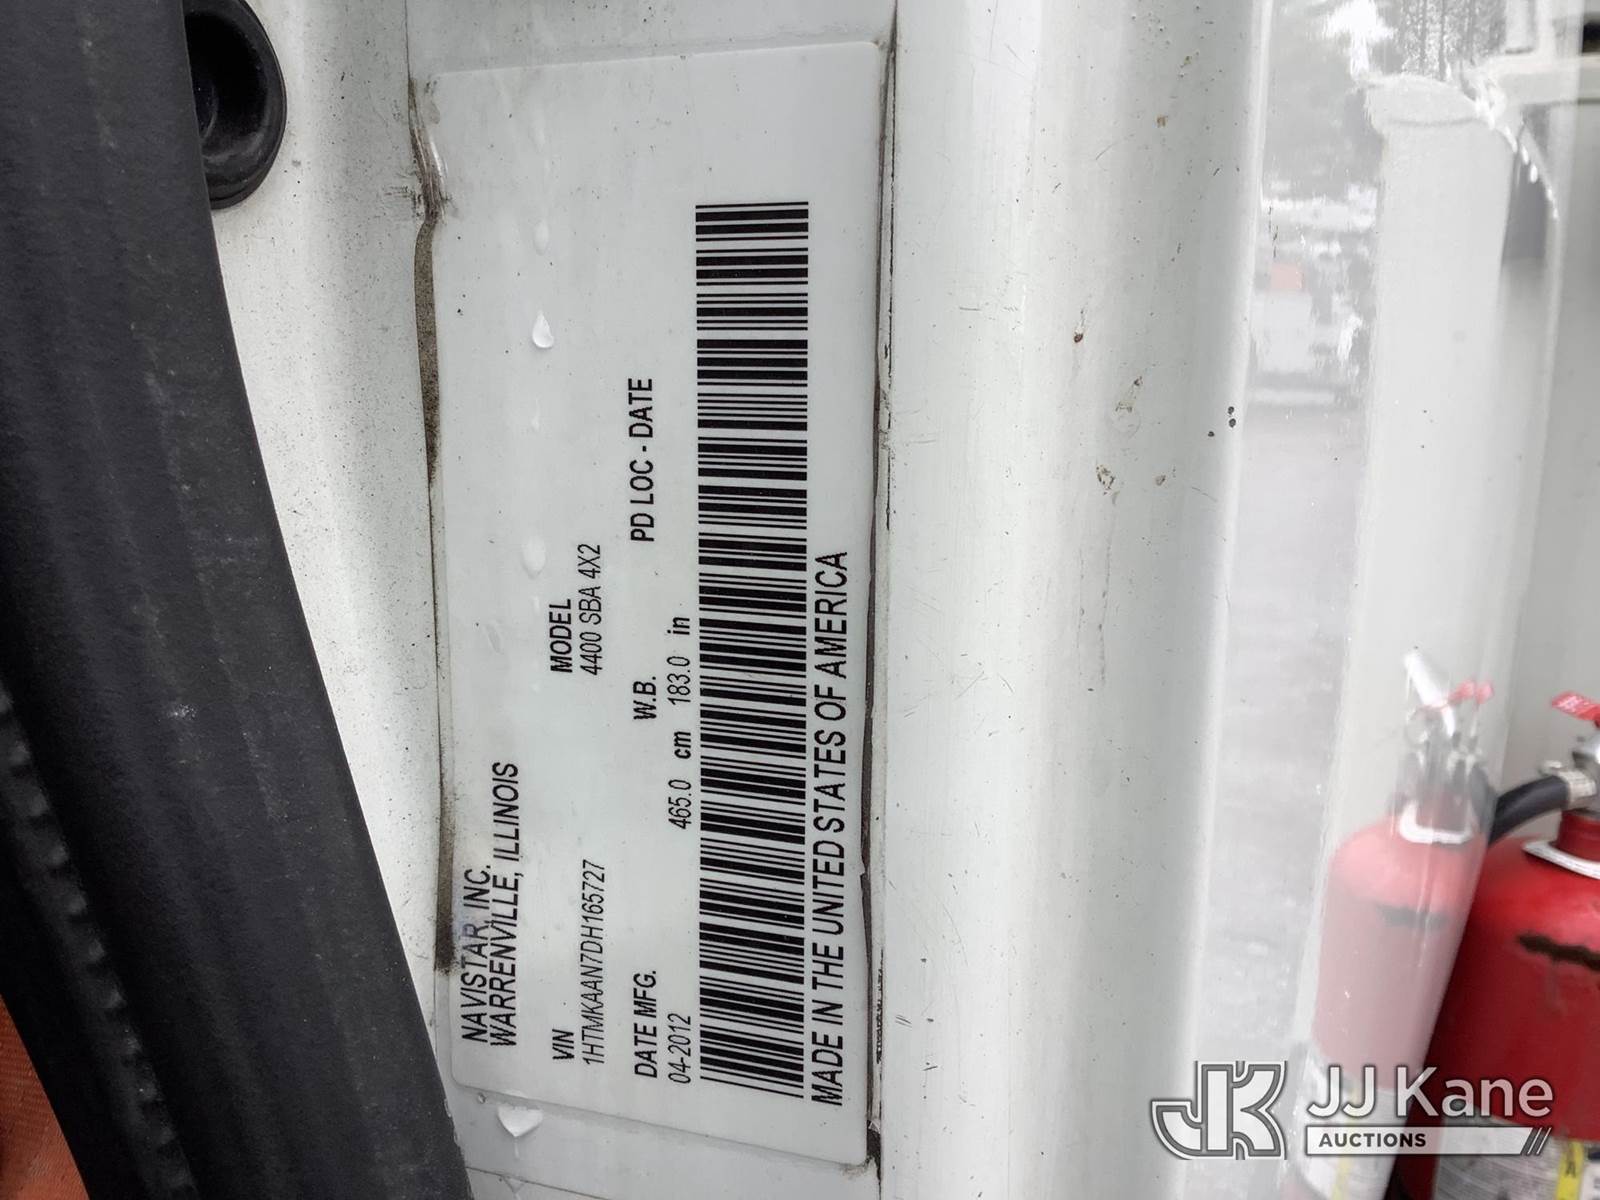 NAVISTAR, INC.
WARRENVILLE, ILLINOIS
VIN
1HTMKAAN7DH165727
MODEL
4400 SBA 4X2
DATE MFG.
04-2012
W.B.
465.0 cm 183.0 in
PD LOC - DATE
MADE IN THE UNITED STATES OF AMERICA
JJ Kane
AUCTIONS